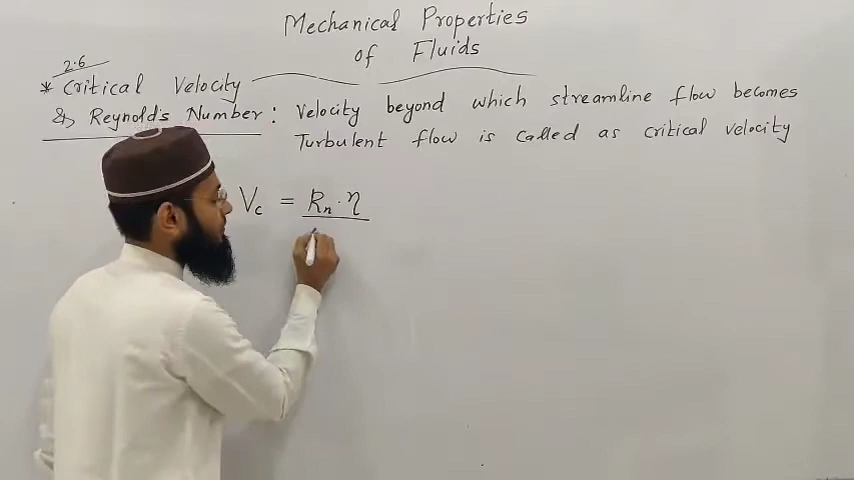 Mechanical Properties
of Fluids
2.6
* Critical Velocity
& Reynold's Number : Velocity beyond which streamline flow becomes
Turbulent flow is called as critical velocity
Vc = Rn · η